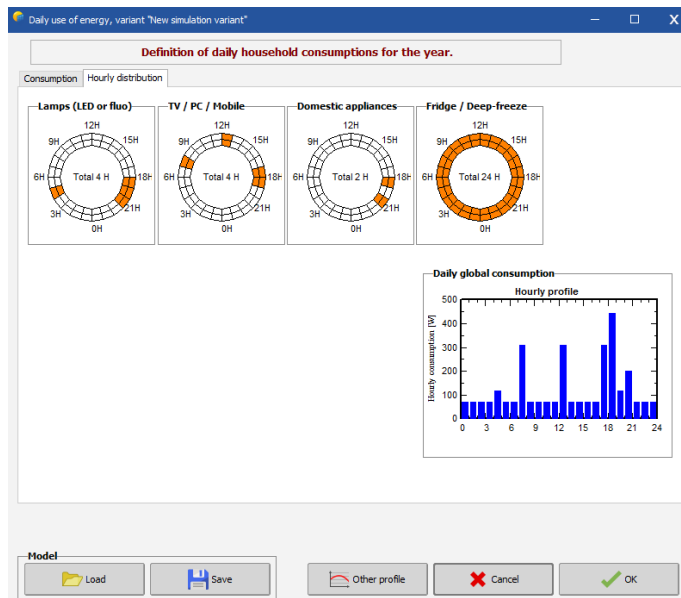 Daily use of energy, variant "New simulation variant"
Definition of daily household consumptions for the year.
Consumption Hourly distribution
Lamps (LED or fluo) TV / PC / Mobile Domestic appliances Fridge / Deep-freeze
12H 12H 12H 12H
9H 15H 9H 15H 9H 15H 9H 15H
6H Total 4 H 18H 6H Total 4 H 18H 6H Total 2 H 18H 6H Total 24 H 18H
3H 21H 3H 21H 3H 21H 3H 21H
0H 0H 0H 0H
Daily global consumption
Hourly profile
500
400
300
200
100
0
Hourly consumption [W]
0 3 6 9 12 15 18 21 24
Model
Load Save Other profile Cancel OK